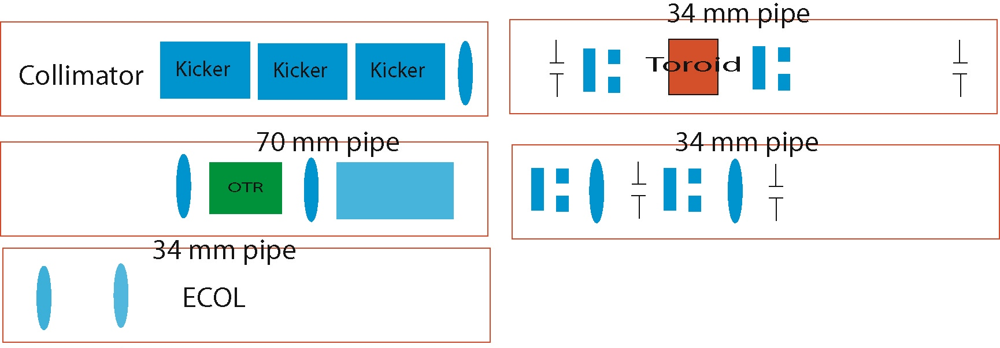 34 mm pipe
Collimator
Kicker
Kicker
Kicker
Toroid
70 mm pipe
34 mm pipe
OTR
34 mm pipe
ECOL